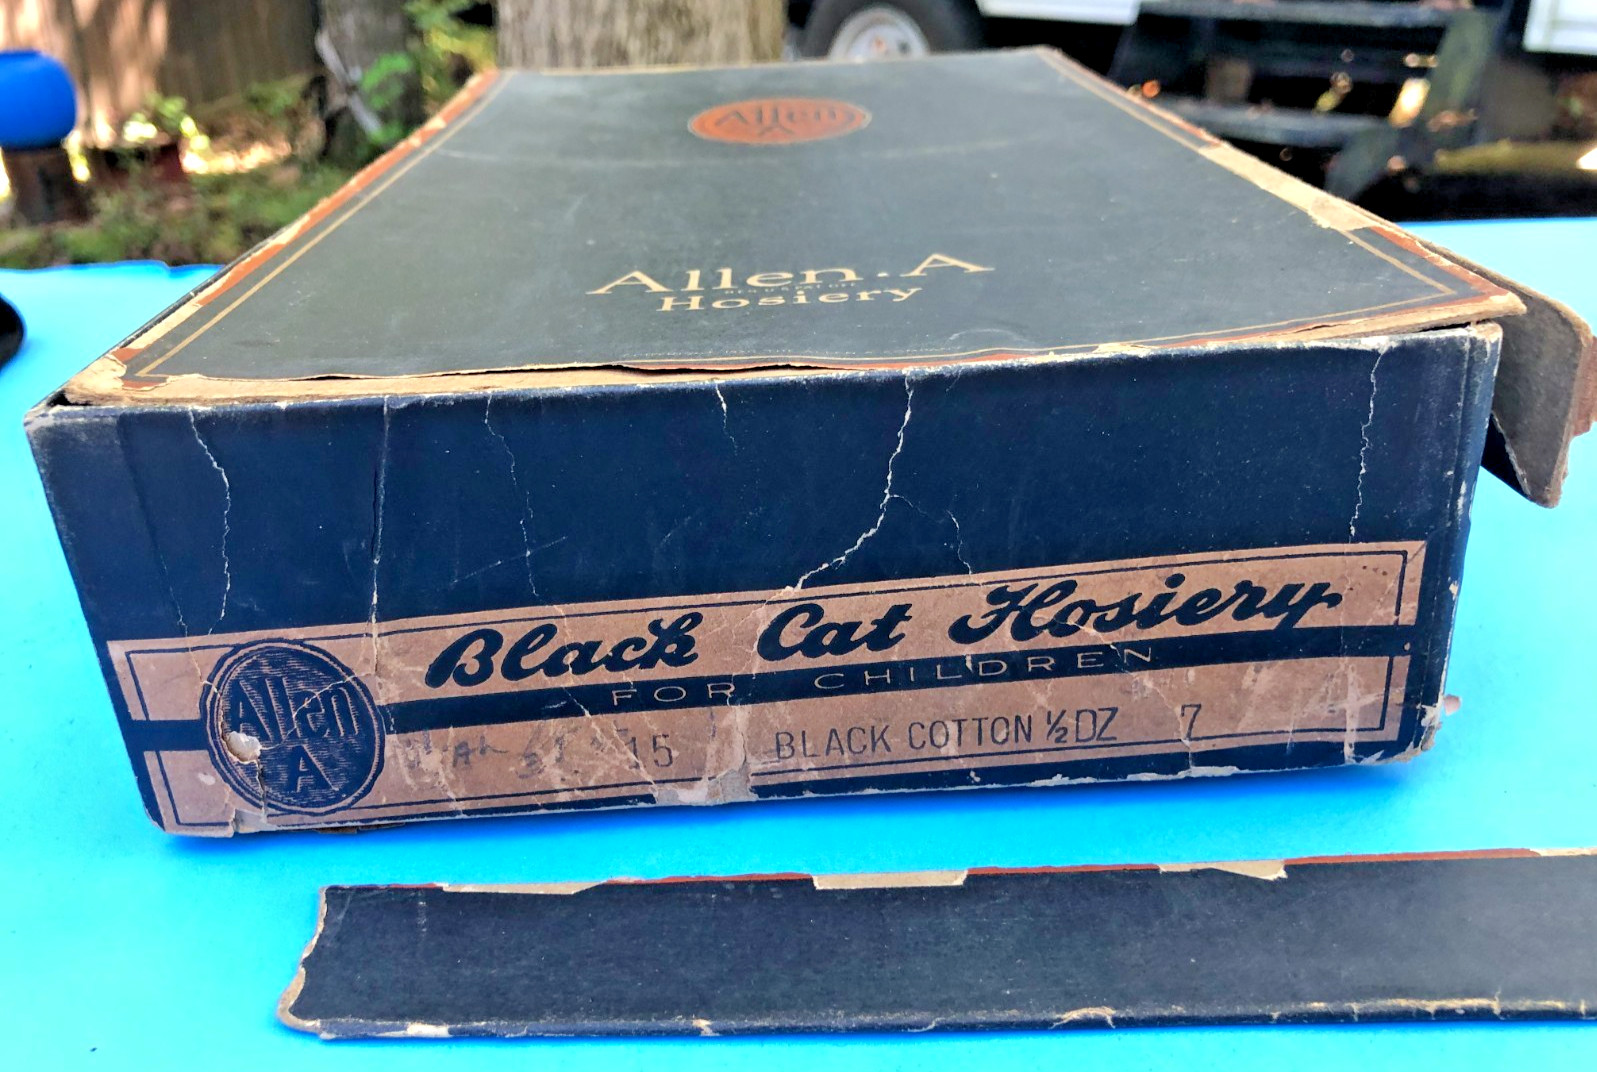 Allen
A
Allen·A
Hosiery
Black Cat Hosiery
FOR CHILDREN
Allen
A
15 BLACK COTTON ½DZ 7